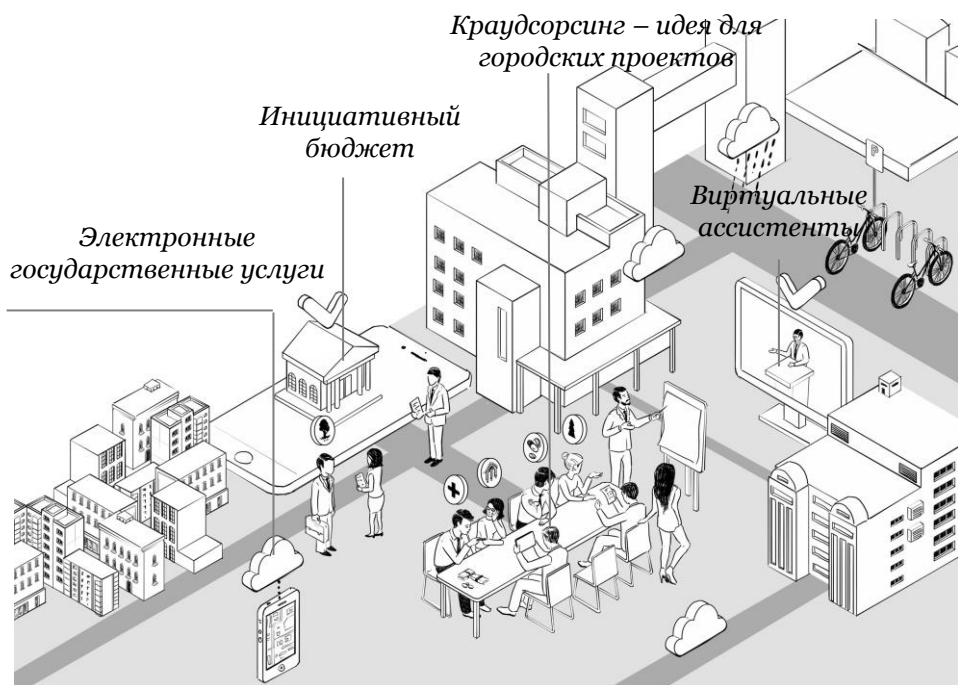 Краудсорсинг – идея для
городских проектов
Инициативный
бюджет
Виртуальные
ассистенты
Электронные
государственные услуги
P